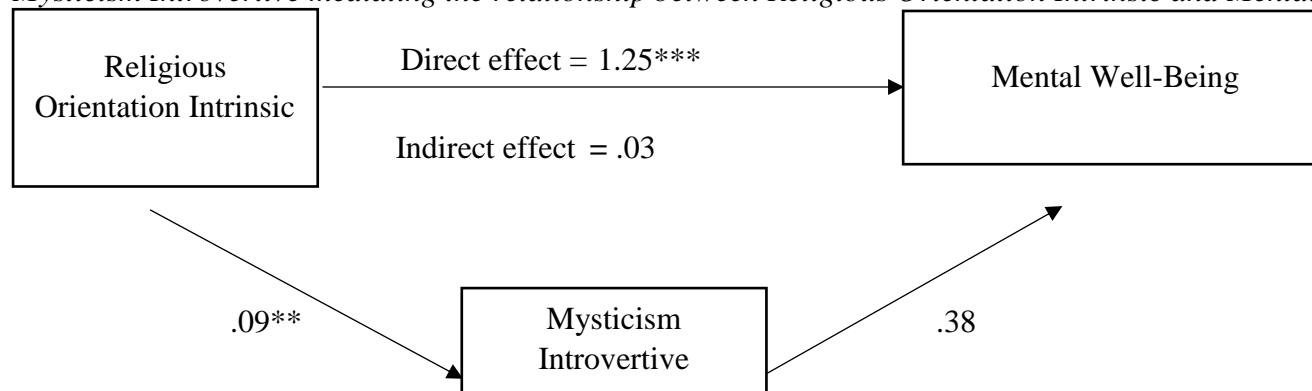 Mysticism Introvertive mediating the relationship between Religious Orientation Intrinsic and Mental
Religious
Orientation Intrinsic
Direct effect = 1.25***
Mental Well-Being
Indirect effect = .03
.09**
Mysticism
Introvertive
.38